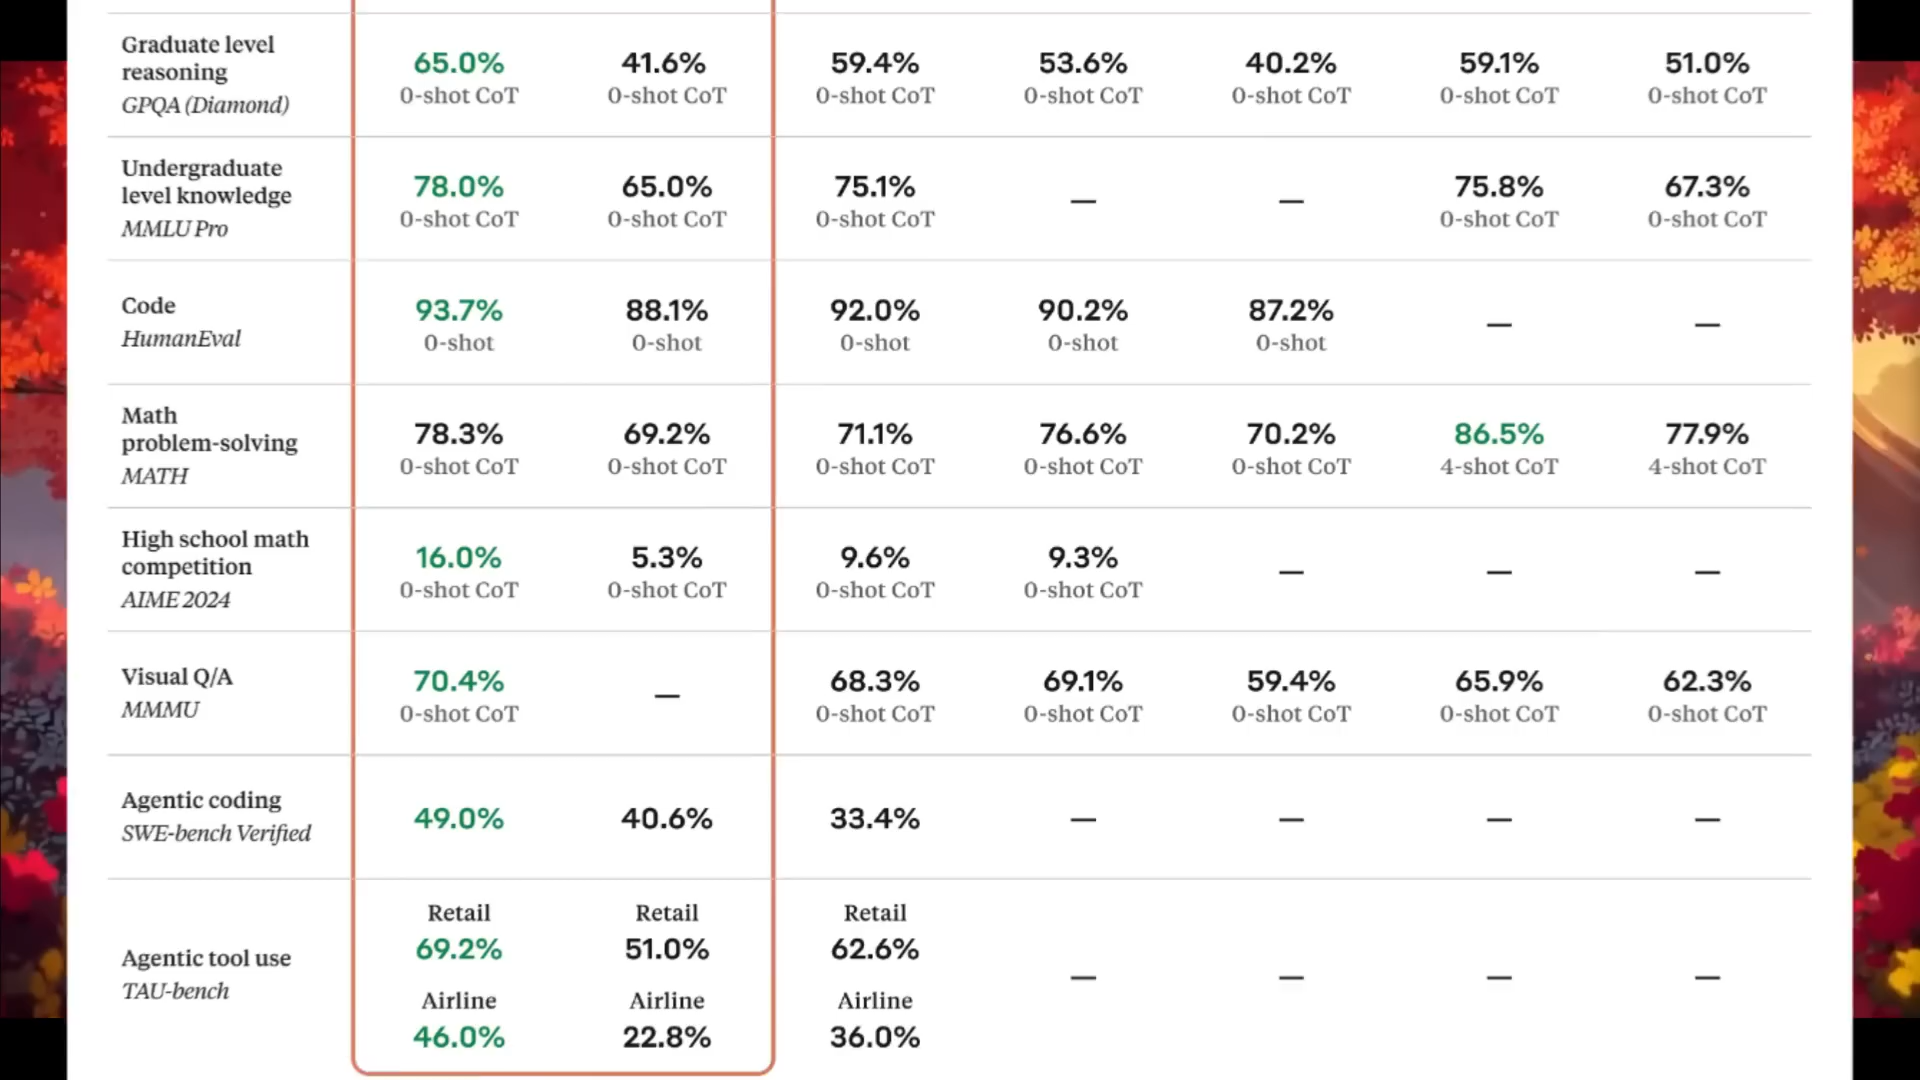 Graduate level
reasoning
GPQA (Diamond)
65.0% 41.6% 59.4% 53.6% 40.2% 59.1% 51.0%
0-shot CoT 0-shot CoT 0-shot CoT 0-shot CoT 0-shot CoT 0-shot CoT 0-shot CoT
Undergraduate
level knowledge
MMLU Pro
78.0% 65.0% 75.1% — — 75.8% 67.3%
0-shot CoT 0-shot CoT 0-shot CoT 0-shot CoT 0-shot CoT
Code
HumanEval
93.7% 88.1% 92.0% 90.2% 87.2% — —
0-shot 0-shot 0-shot 0-shot 0-shot
Math
problem-solving
MATH
78.3% 69.2% 71.1% 76.6% 70.2% 86.5% 77.9%
0-shot CoT 0-shot CoT 0-shot CoT 0-shot CoT 0-shot CoT 4-shot CoT 4-shot CoT
High school math
competition
AIME 2024
16.0% 5.3% 9.6% 9.3% — — —
0-shot CoT 0-shot CoT 0-shot CoT 0-shot CoT
Visual Q/A
MMMU
70.4% — 68.3% 69.1% 59.4% 65.9% 62.3%
0-shot CoT 0-shot CoT 0-shot CoT 0-shot CoT 0-shot CoT 0-shot CoT
Agentic coding
SWE-bench Verified
49.0% 40.6% 33.4% — — — —
Agentic tool use
TAU-bench
Retail Retail Retail
69.2% 51.0% 62.6% — — — —
Airline Airline Airline
46.0% 22.8% 36.0%